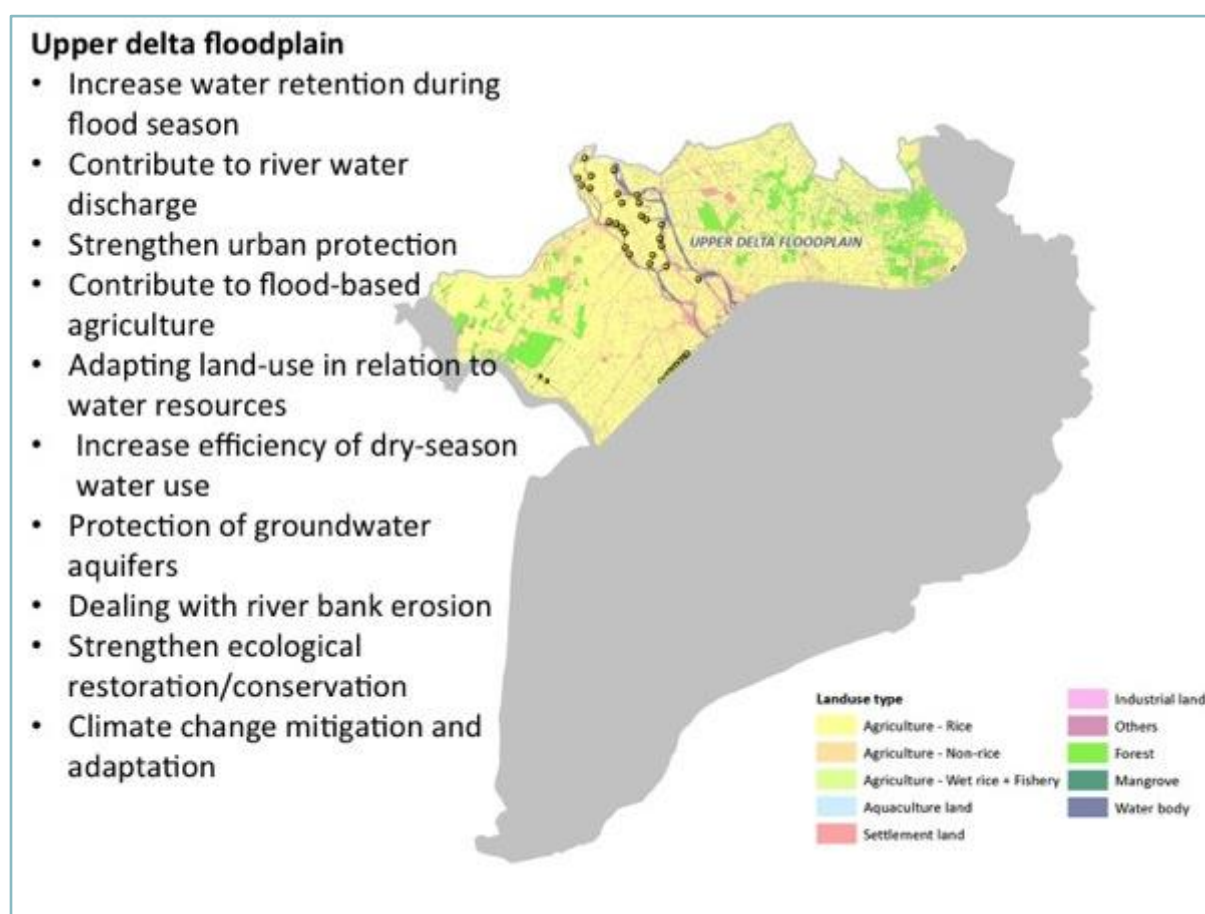 Upper delta floodplain
• Increase water retention during
flood season
• Contribute to river water
discharge
• Strengthen urban protection
• Contribute to flood-based
agriculture
• Adapting land-use in relation to
water resources
• Increase efficiency of dry-season
water use
• Protection of groundwater
aquifers
• Dealing with river bank erosion
• Strengthen ecological
restoration/conservation
• Climate change mitigation and
adaptation
UPPER DELTA FLOODPLAIN
Landuse type
Agriculture - Rice
Agriculture - Non-rice
Agriculture - Wet rice + Fishery
Aquaculture land
Settlement land
Industrial land
Others
Forest
Mangrove
Water body